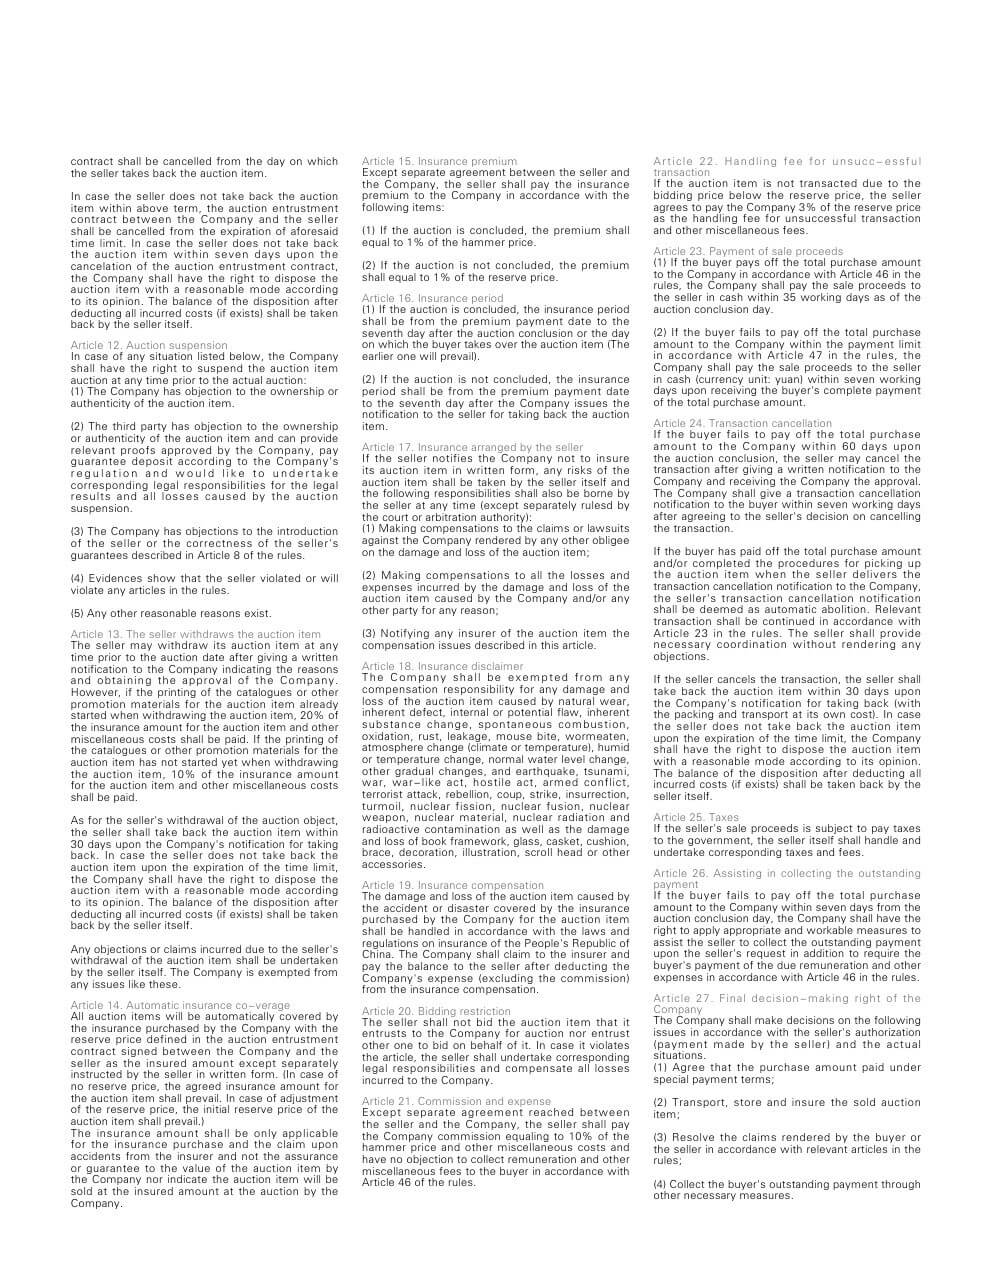 contract shall be cancelled from the day on which
the seller takes back the auction item.
In case the seller does not take back the auction
item within above term, the auction entrustment
contract between the Company and the seller
shall be cancelled from the expiration of aforesaid
time limit. In case the seller does not take back
the auction item within seven days upon the
cancelation of the auction entrustment contract,
the Company shall have the right to dispose the
auction item with a reasonable mode according
to its opinion. The balance of the disposition after
deducting all incurred costs (if exists) shall be taken
back by the seller itself.
Article 12. Auction suspension
In case of any situation listed below, the Company
shall have the right to suspend the auction item
auction at any time prior to the actual auction:
(1) The Company has objection to the ownership or
authenticity of the auction item.
(2) The third party has objection to the ownership
or authenticity of the auction item and can provide
relevant proofs approved by the Company, pay
guarantee deposit according to the Company's
regulation and would like to undertake
corresponding legal responsibilities for the legal
results and all losses caused by the auction
suspension.
(3) The Company has objections to the introduction
of the seller or the correctness of the seller's
guarantees described in Article 8 of the rules.
(4) Evidences show that the seller violated or will
violate any articles in the rules.
(5) Any other reasonable reasons exist.
Article 13. The seller withdraws the auction item
The seller may withdraw its auction item at any
time prior to the auction date after giving a written
notification to the Company indicating the reasons
and obtaining the approval of the Company.
However, if the printing of the catalogues or other
promotion materials for the auction item already
started when withdrawing the auction item, 20% of
the insurance amount for the auction item and other
miscellaneous costs shall be paid. If the printing of
the catalogues or other promotion materials for the
auction item has not started yet when withdrawing
the auction item, 10% of the insurance amount
for the auction item and other miscellaneous costs
shall be paid.
As for the seller's withdrawal of the auction object,
the seller shall take back the auction item within
30 days upon the Company's notification for taking
back. In case the seller does not take back the
auction item upon the expiration of the time limit,
the Company shall have the right to dispose the
auction item with a reasonable mode according
to its opinion. The balance of the disposition after
deducting all incurred costs (if exists) shall be taken
back by the seller itself.
Any objections or claims incurred due to the seller's
withdrawal of the auction item shall be undertaken
by the seller itself. The Company is exempted from
any issues like these.
Article 14. Automatic insurance co−verage
All auction items will be automatically covered by
the insurance purchased by the Company with the
reserve price defined in the auction entrustment
contract signed between the Company and the
seller as the insured amount except separately
instructed by the seller in written form. (In case of
no reserve price, the agreed insurance amount for
the auction item shall prevail. In case of adjustment
of the reserve price, the initial reserve price of the
auction item shall prevail.)
The insurance amount shall be only applicable
for the insurance purchase and the claim upon
accidents from the insurer and not the assurance
or guarantee to the value of the auction item by
the Company nor indicate the auction item will be
sold at the insured amount at the auction by the
Company.
Article 15. Insurance premium
Except separate agreement between the seller and
the Company, the seller shall pay the insurance
premium to the Company in accordance with the
following items:
(1) If the auction is concluded, the premium shall
equal to 1% of the hammer price.
(2) If the auction is not concluded, the premium
shall equal to 1% of the reserve price.
Article 16. Insurance period
(1) If the auction is concluded, the insurance period
shall be from the premium payment date to the
seventh day after the auction conclusion or the day
on which the buyer takes over the auction item (The
earlier one will prevail).
(2) If the auction is not concluded, the insurance
period shall be from the premium payment date
to the seventh day after the Company issues the
notification to the seller for taking back the auction
item.
Article 17. Insurance arranged by the seller
If the seller notifies the Company not to insure
its auction item in written form, any risks of the
auction item shall be taken by the seller itself and
the following responsibilities shall also be borne by
the seller at any time (except separately rulesd by
the court or arbitration authority):
(1) Making compensations to the claims or lawsuits
against the Company rendered by any other obligee
on the damage and loss of the auction item;
(2) Making compensations to all the losses and
expenses incurred by the damage and loss of the
auction item caused by the Company and/or any
other party for any reason;
(3) Notifying any insurer of the auction item the
compensation issues described in this article.
Article 18. Insurance disclaimer
The Company shall be exempted from any
compensation responsibility for any damage and
loss of the auction item caused by natural wear,
inherent defect, internal or potential flaw, inherent
substance change, spontaneous combustion,
oxidation, rust, leakage, mouse bite, wormeaten,
atmosphere change (climate or temperature), humid
or temperature change, normal water level change,
other gradual changes, and earthquake, tsunami,
war, war−like act, hostile act, armed conflict,
terrorist attack, rebellion, coup, strike, insurrection,
turmoil, nuclear fission, nuclear fusion, nuclear
weapon, nuclear material, nuclear radiation and
radioactive contamination as well as the damage
and loss of book framework, glass, casket, cushion,
brace, decoration, illustration, scroll head or other
accessories.
Article 19. Insurance compensation
The damage and loss of the auction item caused by
the accident or disaster covered by the insurance
purchased by the Company for the auction item
shall be handled in accordance with the laws and
regulations on insurance of the People's Republic of
China. The Company shall claim to the insurer and
pay the balance to the seller after deducting the
Company's expense (excluding the commission)
from the insurance compensation.
Article 20. Bidding restriction
The seller shall not bid the auction item that it
entrusts to the Company for auction nor entrust
other one to bid on behalf of it. In case it violates
the article, the seller shall undertake corresponding
legal responsibilities and compensate all losses
incurred to the Company.
Article 21. Commission and expense
Except separate agreement reached between
the seller and the Company, the seller shall pay
the Company commission equaling to 10% of the
hammer price and other miscellaneous costs and
have no objection to collect remuneration and other
miscellaneous fees to the buyer in accordance with
Article 46 of the rules.
Article 22. Handling fee for unsucc−essful
transaction
If the auction item is not transacted due to the
bidding price below the reserve price, the seller
agrees to pay the Company 3% of the reserve price
as the handling fee for unsuccessful transaction
and other miscellaneous fees.
Article 23. Payment of sale proceeds
(1) If the buyer pays off the total purchase amount
to the Company in accordance with Article 46 in the
rules, the Company shall pay the sale proceeds to
the seller in cash within 35 working days as of the
auction conclusion day.
(2) If the buyer fails to pay off the total purchase
amount to the Company within the payment limit
in accordance with Article 47 in the rules, the
Company shall pay the sale proceeds to the seller
in cash (currency unit: yuan) within seven working
days upon receiving the buyer's complete payment
of the total purchase amount.
Article 24. Transaction cancellation
If the buyer fails to pay off the total purchase
amount to the Company within 60 days upon
the auction conclusion, the seller may cancel the
transaction after giving a written notification to the
Company and receiving the Company the approval.
The Company shall give a transaction cancellation
notification to the buyer within seven working days
after agreeing to the seller's decision on cancelling
the transaction.
If the buyer has paid off the total purchase amount
and/or completed the procedures for picking up
the auction item when the seller delivers the
transaction cancellation notification to the Company,
the seller's transaction cancellation notification
shall be deemed as automatic abolition. Relevant
transaction shall be continued in accordance with
Article 23 in the rules. The seller shall provide
necessary coordination without rendering any
objections.
If the seller cancels the transaction, the seller shall
take back the auction item within 30 days upon
the Company's notification for taking back (with
the packing and transport at its own cost). In case
the seller does not take back the auction item
upon the expiration of the time limit, the Company
shall have the right to dispose the auction item
with a reasonable mode according to its opinion.
The balance of the disposition after deducting all
incurred costs (if exists) shall be taken back by the
seller itself.
Article 25. Taxes
If the seller's sale proceeds is subject to pay taxes
to the government, the seller itself shall handle and
undertake corresponding taxes and fees.
Article 26. Assisting in collecting the outstanding
payment
If the buyer fails to pay off the total purchase
amount to the Company within seven days from the
auction conclusion day, the Company shall have the
right to apply appropriate and workable measures to
assist the seller to collect the outstanding payment
upon the seller's request in addition to require the
buyer's payment of the due remuneration and other
expenses in accordance with Article 46 in the rules.
Article 27. Final decision−making right of the
Company
The Company shall make decisions on the following
issues in accordance with the seller's authorization
(payment made by the seller) and the actual
situations.
(1) Agree that the purchase amount paid under
special payment terms;
(2) Transport, store and insure the sold auction
item;
(3) Resolve the claims rendered by the buyer or
the seller in accordance with relevant articles in the
rules;
(4) Collect the buyer's outstanding payment through
other necessary measures.